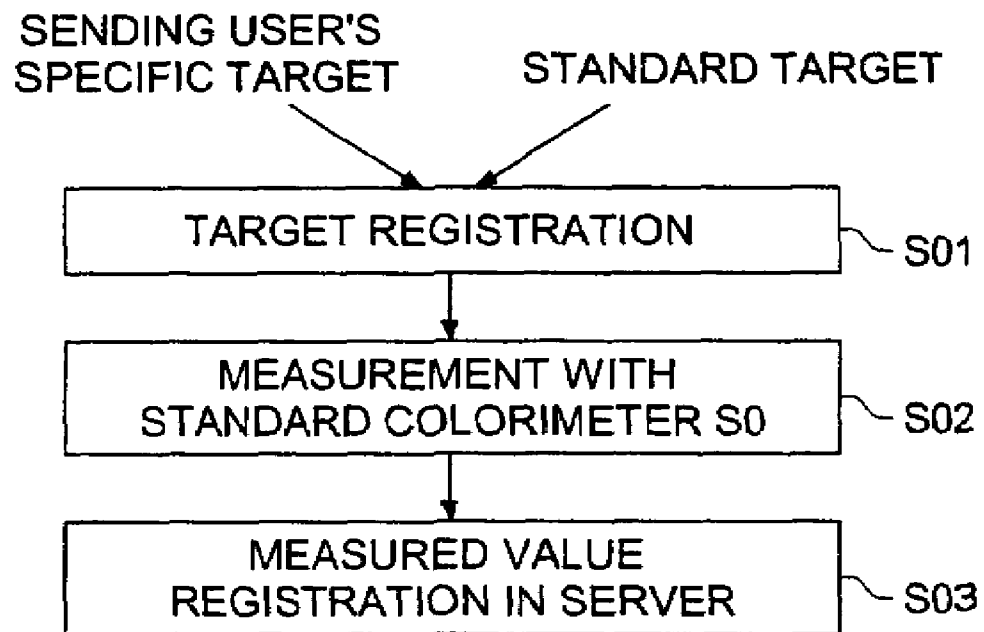 SENDING USER'S
SPECIFIC TARGET
STANDARD TARGET
TARGET REGISTRATION
S01
MEASUREMENT WITH
STANDARD COLORIMETER S0
S02
MEASURED VALUE
REGISTRATION IN SERVER
S03